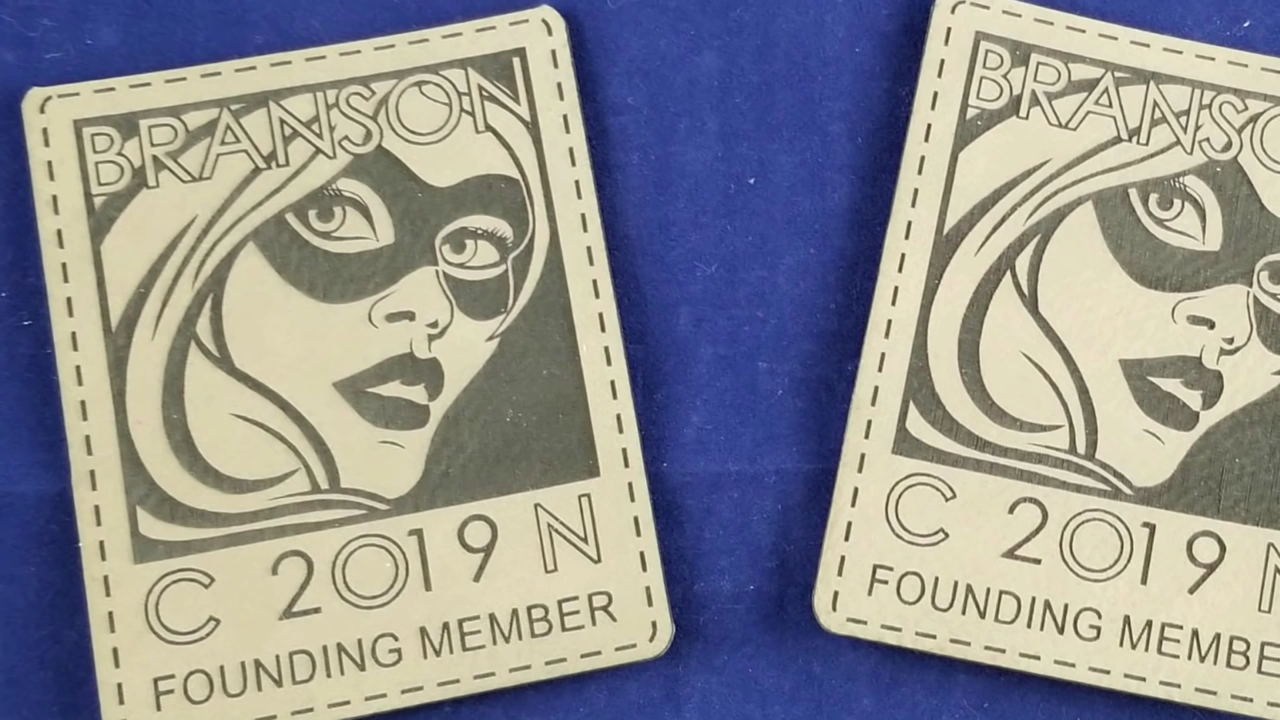 BRANSON
C 2019 N
FOUNDING MEMBER
BRANSO
C 2019 N
FOUNDING MEMBE